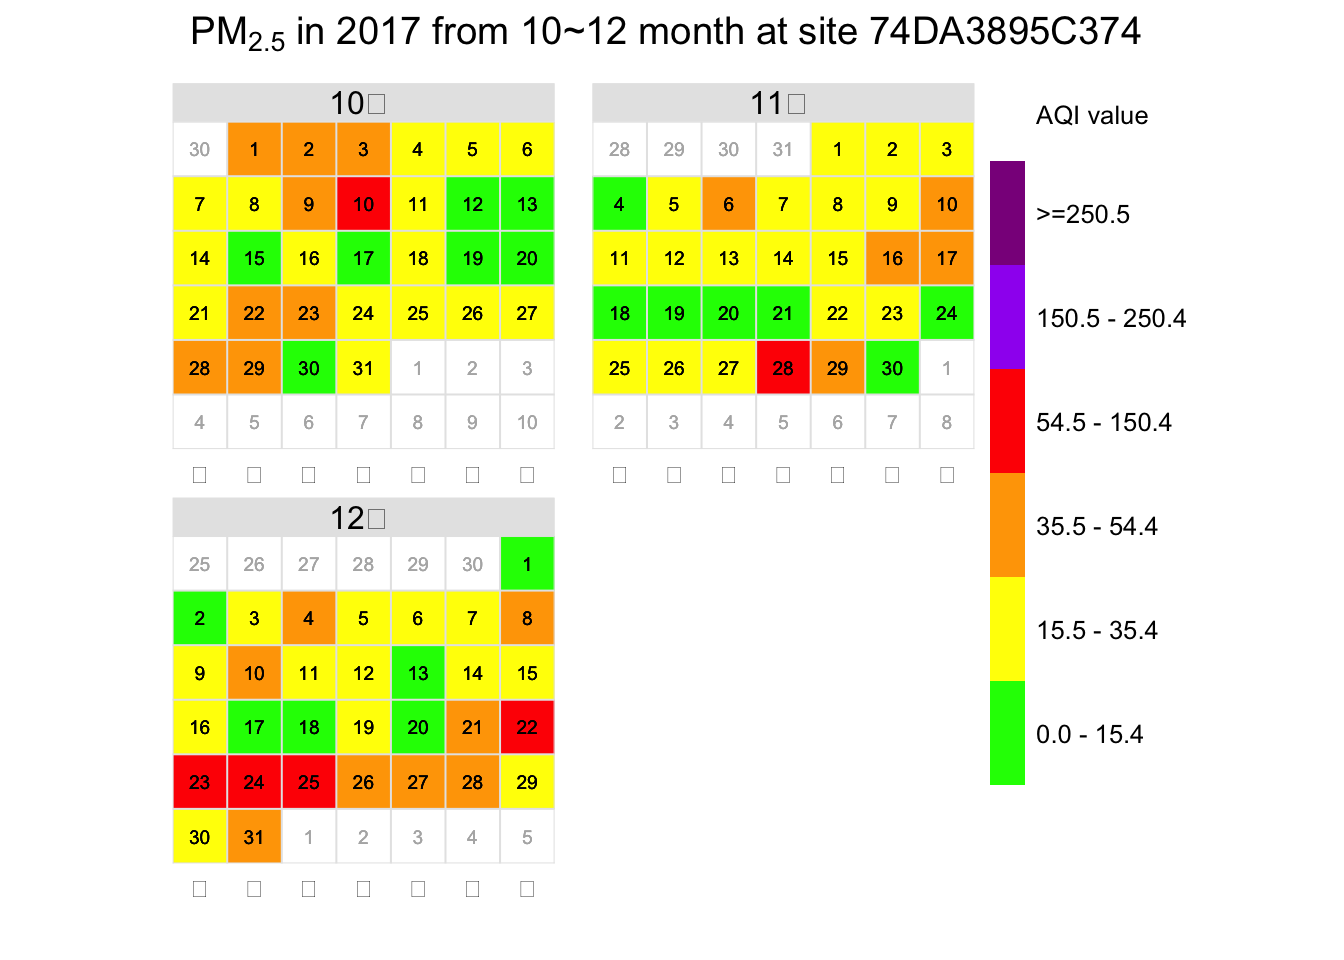 PM2.5 in 2017 from 10~12 month at site 74DA3895C374
10□
30 1 2 3 4 5 6
7 8 9 10 11 12 13
14 15 16 17 18 19 20
21 22 23 24 25 26 27
28 29 30 31 1 2 3
4 5 6 7 8 9 10
□ □ □ □ □ □ □
11□
28 29 30 31 1 2 3
4 5 6 7 8 9 10
11 12 13 14 15 16 17
18 19 20 21 22 23 24
25 26 27 28 29 30 1
2 3 4 5 6 7 8
□ □ □ □ □ □ □
12□
25 26 27 28 29 30 1
2 3 4 5 6 7 8
9 10 11 12 13 14 15
16 17 18 19 20 21 22
23 24 25 26 27 28 29
30 31 1 2 3 4 5
□ □ □ □ □ □ □
AQI value
>=250.5
150.5 - 250.4
54.5 - 150.4
35.5 - 54.4
15.5 - 35.4
0.0 - 15.4